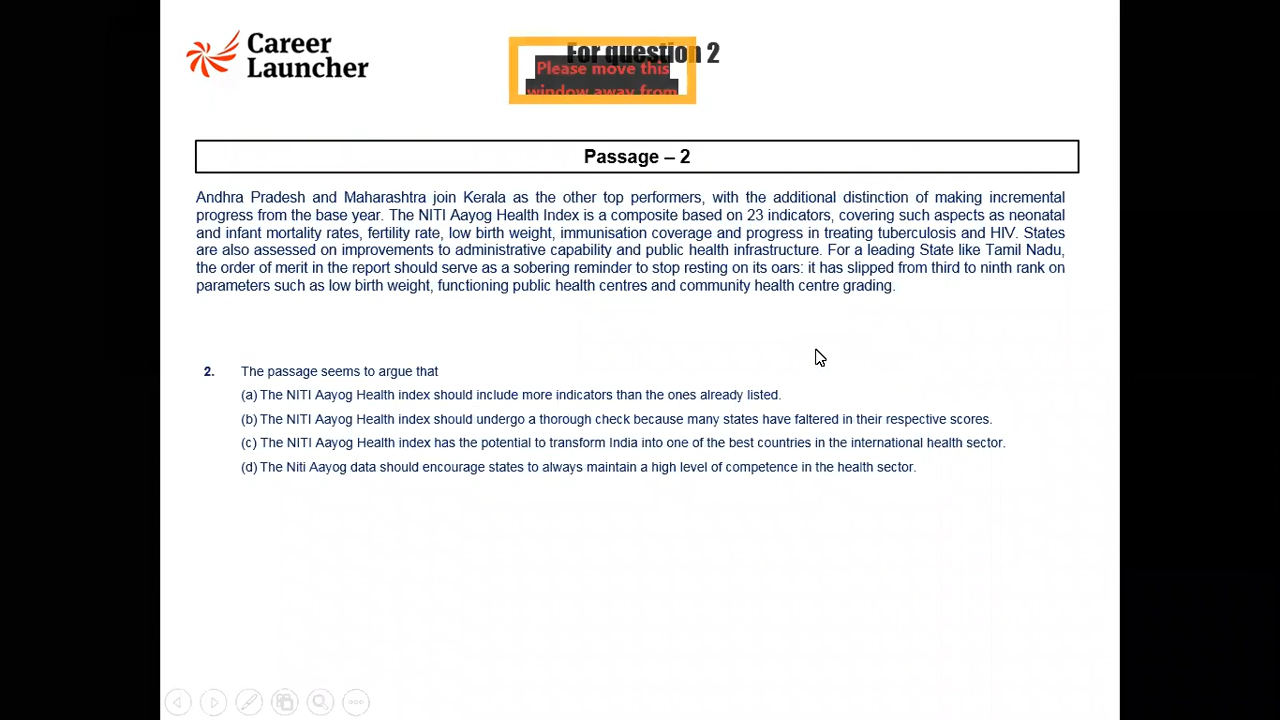 Career
Launcher
For question 2
Please move this
window away from
Passage – 2
Andhra Pradesh and Maharashtra join Kerala as the other top performers, with the additional distinction of making incremental
progress from the base year. The NITI Aayog Health Index is a composite based on 23 indicators, covering such aspects as neonatal
and infant mortality rates, fertility rate, low birth weight, immunisation coverage and progress in treating tuberculosis and HIV. States
are also assessed on improvements to administrative capability and public health infrastructure. For a leading State like Tamil Nadu,
the order of merit in the report should serve as a sobering reminder to stop resting on its oars: it has slipped from third to ninth rank on
parameters such as low birth weight, functioning public health centres and community health centre grading.
2. The passage seems to argue that
(a) The NITI Aayog Health index should include more indicators than the ones already listed.
(b) The NITI Aayog Health index should undergo a thorough check because many states have faltered in their respective scores.
(c) The NITI Aayog Health index has the potential to transform India into one of the best countries in the international health sector.
(d) The Niti Aayog data should encourage states to always maintain a high level of competence in the health sector.